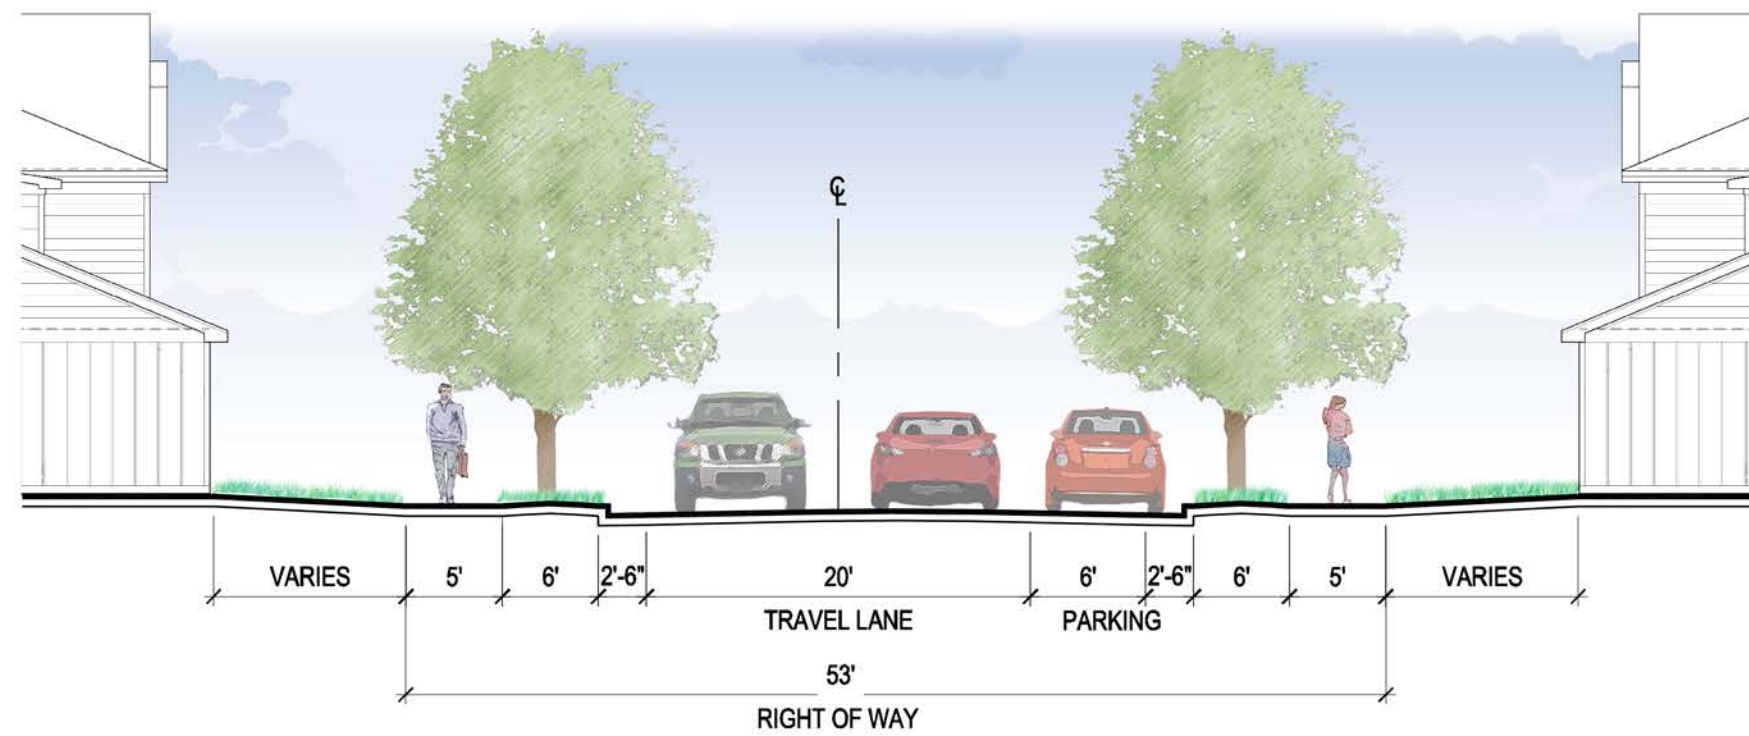 ℄
VARIES 5' 6' 2'-6" 20' 6' 2'-6" 6' 5' VARIES
TRAVEL LANE PARKING
53'
RIGHT OF WAY